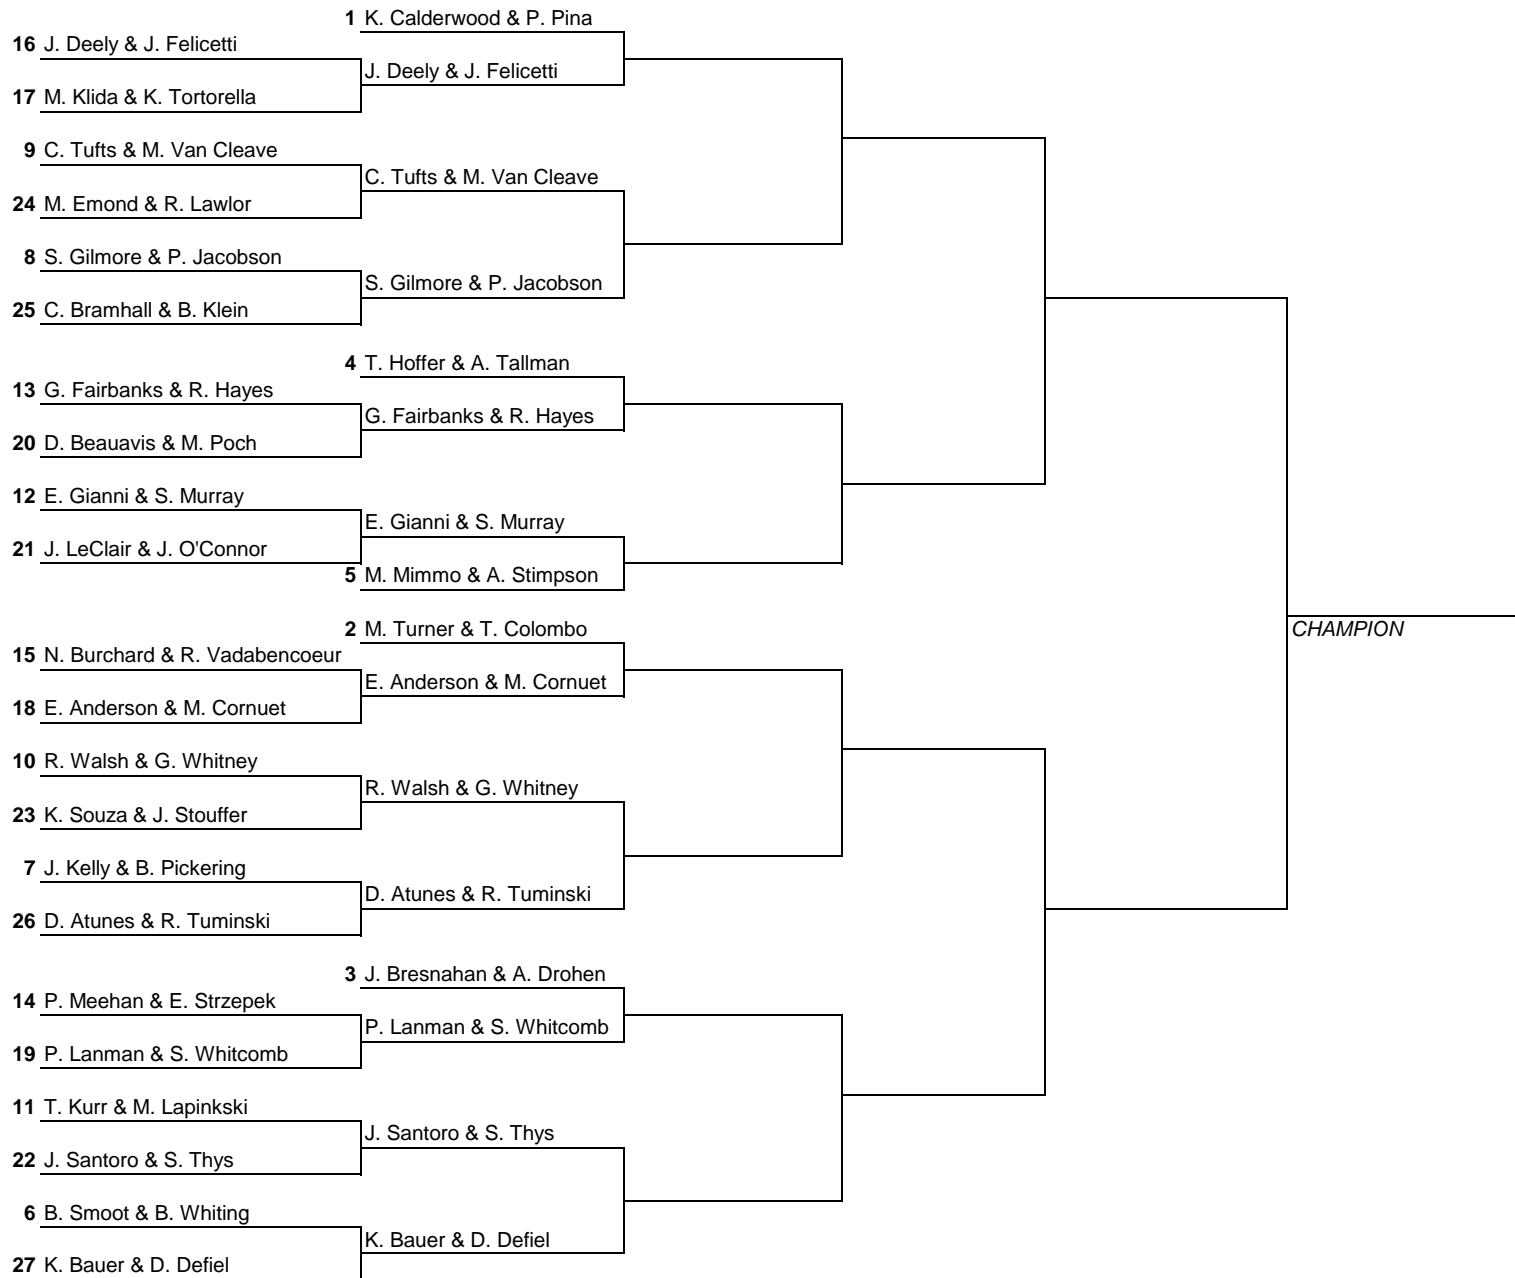 1 K. Calderwood & P. Pina
16 J. Deely & J. Felicetti
J. Deely & J. Felicetti
17 M. Klida & K. Tortorella
9 C. Tufts & M. Van Cleave
C. Tufts & M. Van Cleave
24 M. Emond & R. Lawlor
8 S. Gilmore & P. Jacobson
S. Gilmore & P. Jacobson
25 C. Bramhall & B. Klein
4 T. Hoffer & A. Tallman
13 G. Fairbanks & R. Hayes
G. Fairbanks & R. Hayes
20 D. Beauavis & M. Poch
12 E. Gianni & S. Murray
E. Gianni & S. Murray
21 J. LeClair & J. O'Connor
5 M. Mimmo & A. Stimpson
2 M. Turner & T. Colombo
CHAMPION
15 N. Burchard & R. Vadabencoeur
E. Anderson & M. Cornuet
18 E. Anderson & M. Cornuet
10 R. Walsh & G. Whitney
R. Walsh & G. Whitney
23 K. Souza & J. Stouffer
7 J. Kelly & B. Pickering
D. Atunes & R. Tuminski
26 D. Atunes & R. Tuminski
3 J. Bresnahan & A. Drohen
14 P. Meehan & E. Strzepek
P. Lanman & S. Whitcomb
19 P. Lanman & S. Whitcomb
11 T. Kurr & M. Lapinkski
J. Santoro & S. Thys
22 J. Santoro & S. Thys
6 B. Smoot & B. Whiting
K. Bauer & D. Defiel
27 K. Bauer & D. Defiel